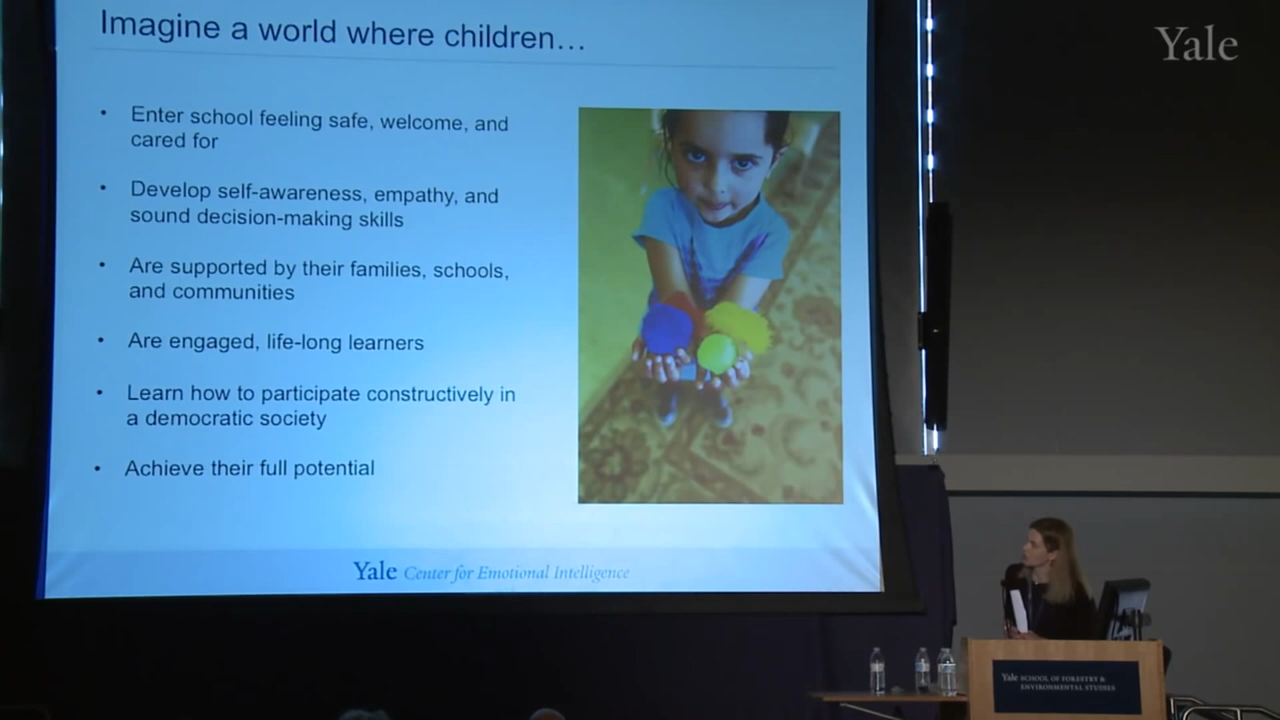 Imagine a world where children…
Yale
• Enter school feeling safe, welcome, and
cared for
• Develop self-awareness, empathy, and
sound decision-making skills
• Are supported by their families, schools,
and communities
• Are engaged, life-long learners
• Learn how to participate constructively in
a democratic society
• Achieve their full potential
Yale Center for Emotional Intelligence
Yale SCHOOL OF FORESTRY &
ENVIRONMENTAL STUDIES